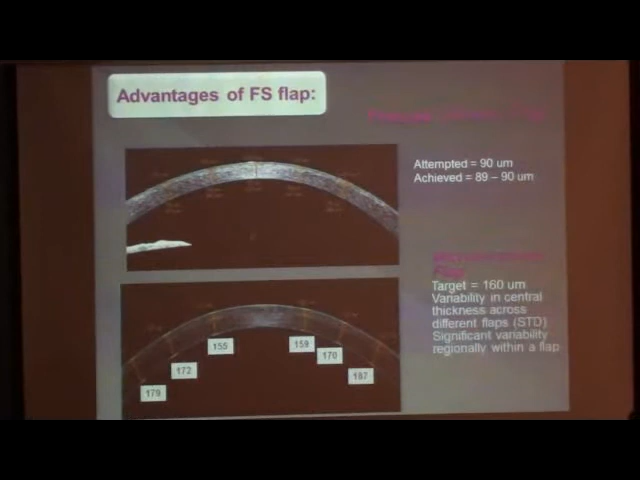 Advantages of FS flap:
Attempted = 90 um
Achieved = 89 – 90 um
Flap
Target = 160 um
Variability in central
thickness across
different flaps (STD)
Significant variability
regionally within a flap
155
159
172
170
179
187